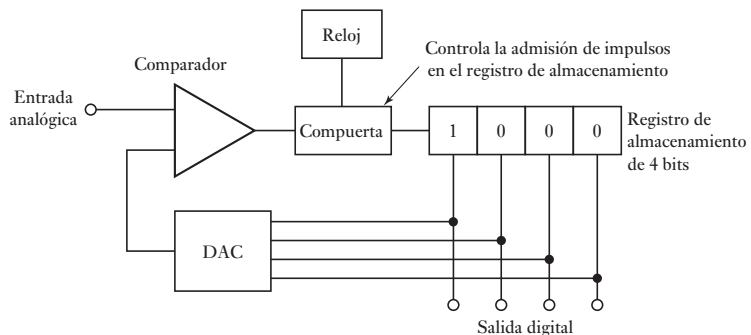 Reloj
Controla la admisión de impulsos
en el registro de almacenamiento
Comparador
Entrada
analógica
Compuerta
1 0 0 0
Registro de
almacenamiento
de 4 bits
DAC
Salida digital